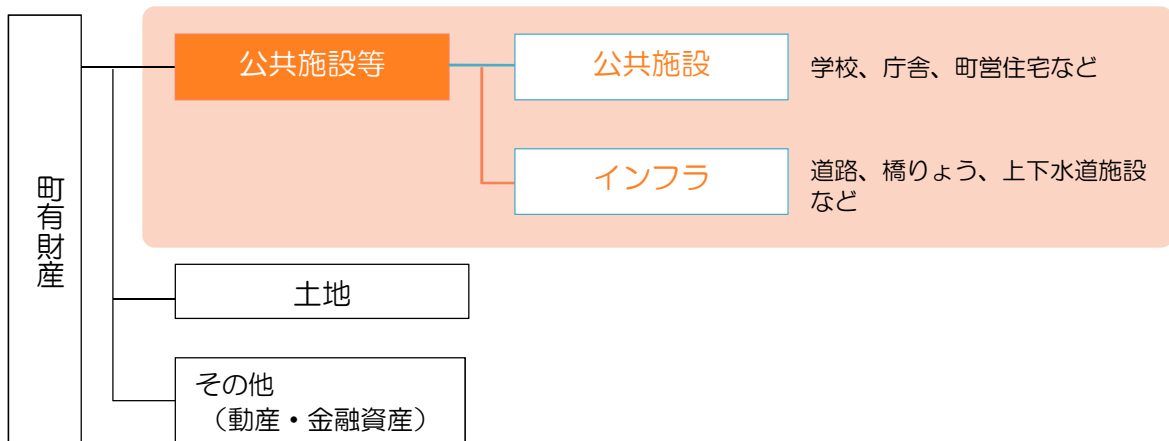 町有財産
公共施設等
公共施設
学校、庁舎、町営住宅など
インフラ
道路、橋りょう、上下水道施設
など
土地
その他
（動産・金融資産）